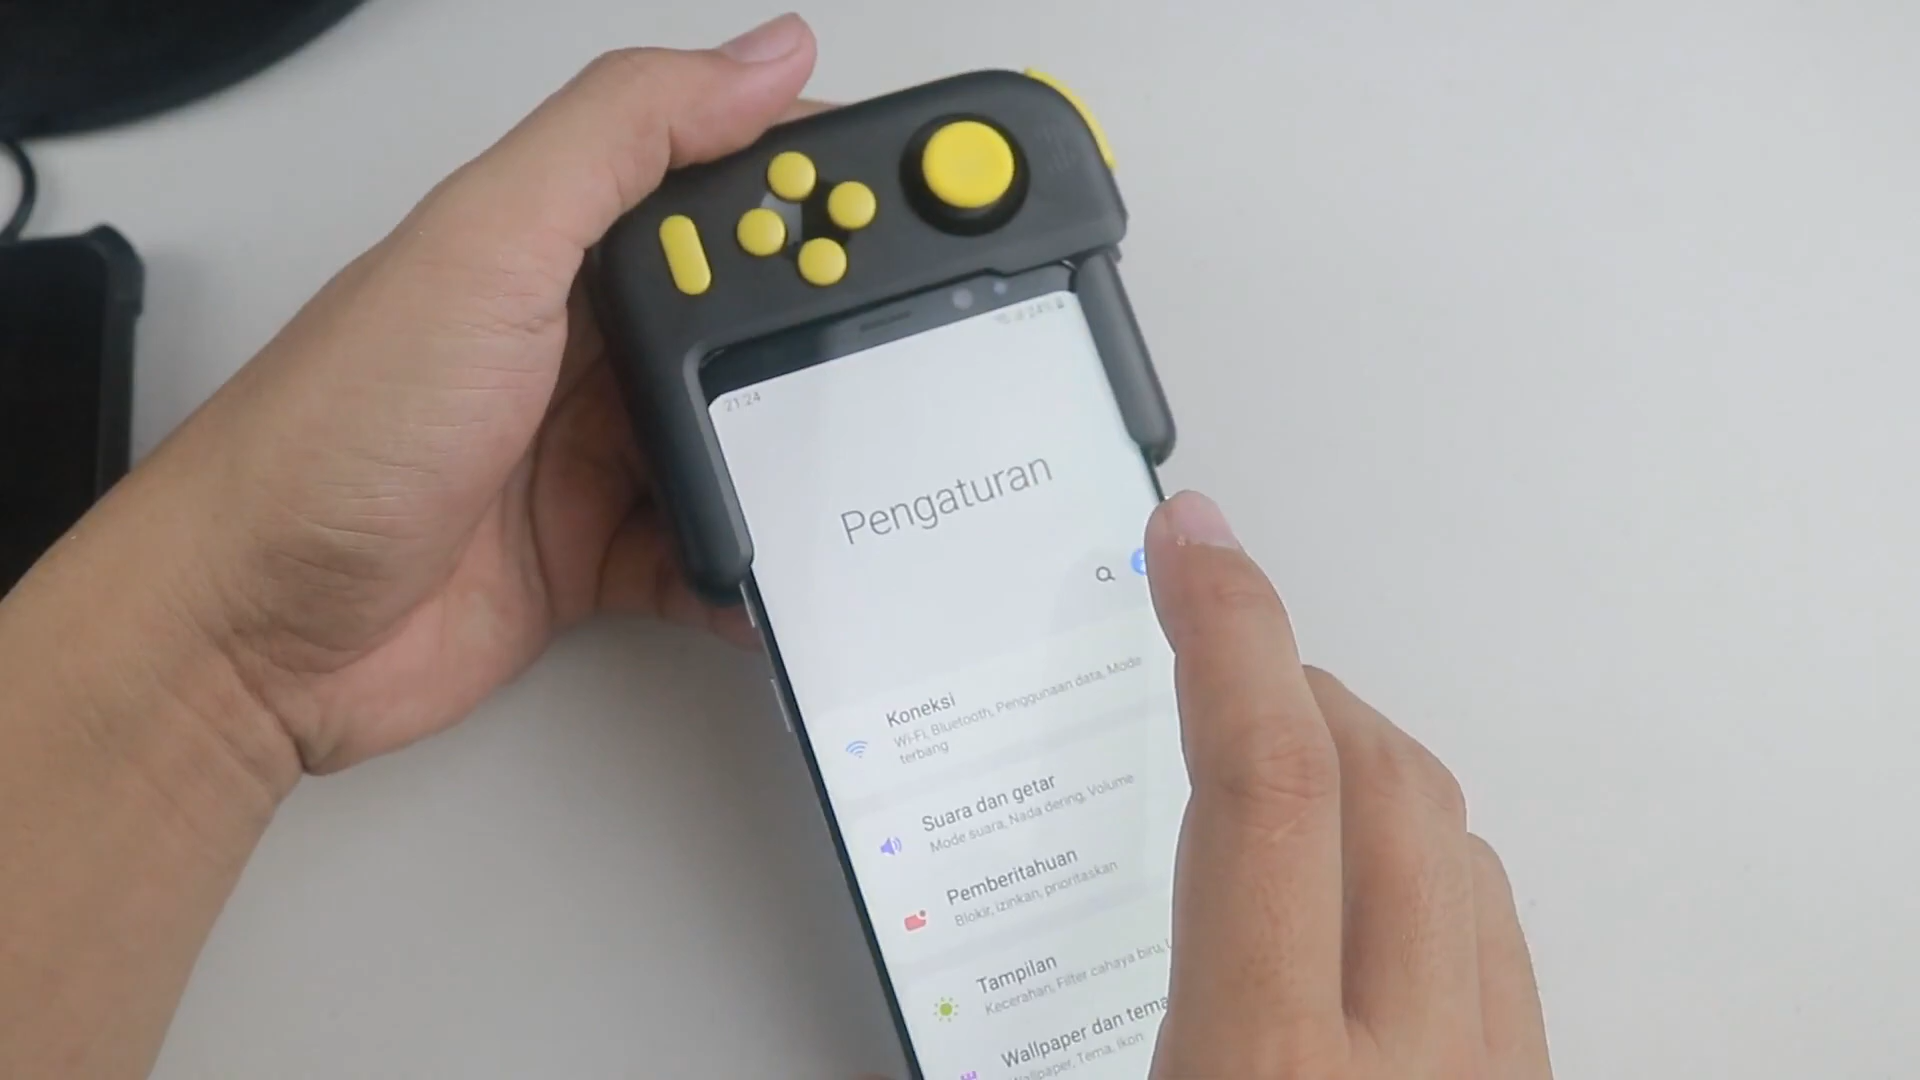 24%
21:24
Pengaturan
Koneksi
Wi-Fi, Bluetooth, Penggunaan data, Mode
terbang
Suara dan getar
Mode suara, Nada dering, Volume
Pemberitahuan
Blokir, izinkan, prioritaskan
Tampilan
Kecerahan, Filter cahaya biru,
Wallpaper dan tema
Wallpaper, Tema, Ikon